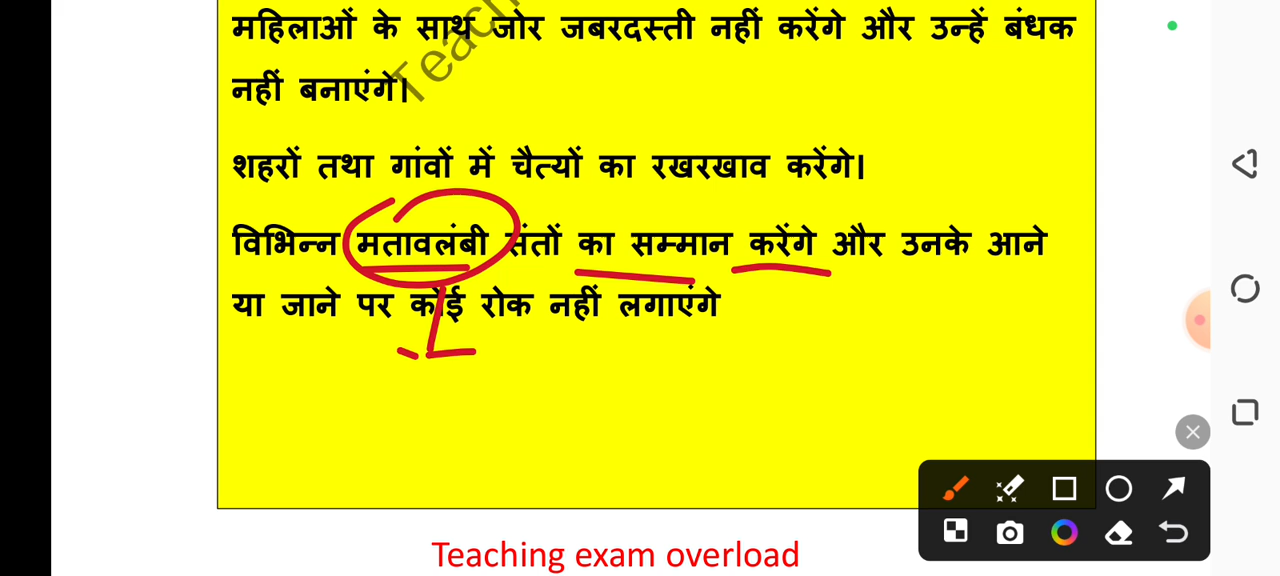 महिलाओं के साथ जोर जबरदस्ती नहीं करेंगे और उन्हें बंधक
नहीं बनाएंगे।
Teach
शहरों तथा गांवों में चैत्यों का रखरखाव करेंगे।
विभिन्न मतावलंबी संतों का सम्मान करेंगे और उनके आने
या जाने पर कोई रोक नहीं लगाएंगे
Teaching exam overload